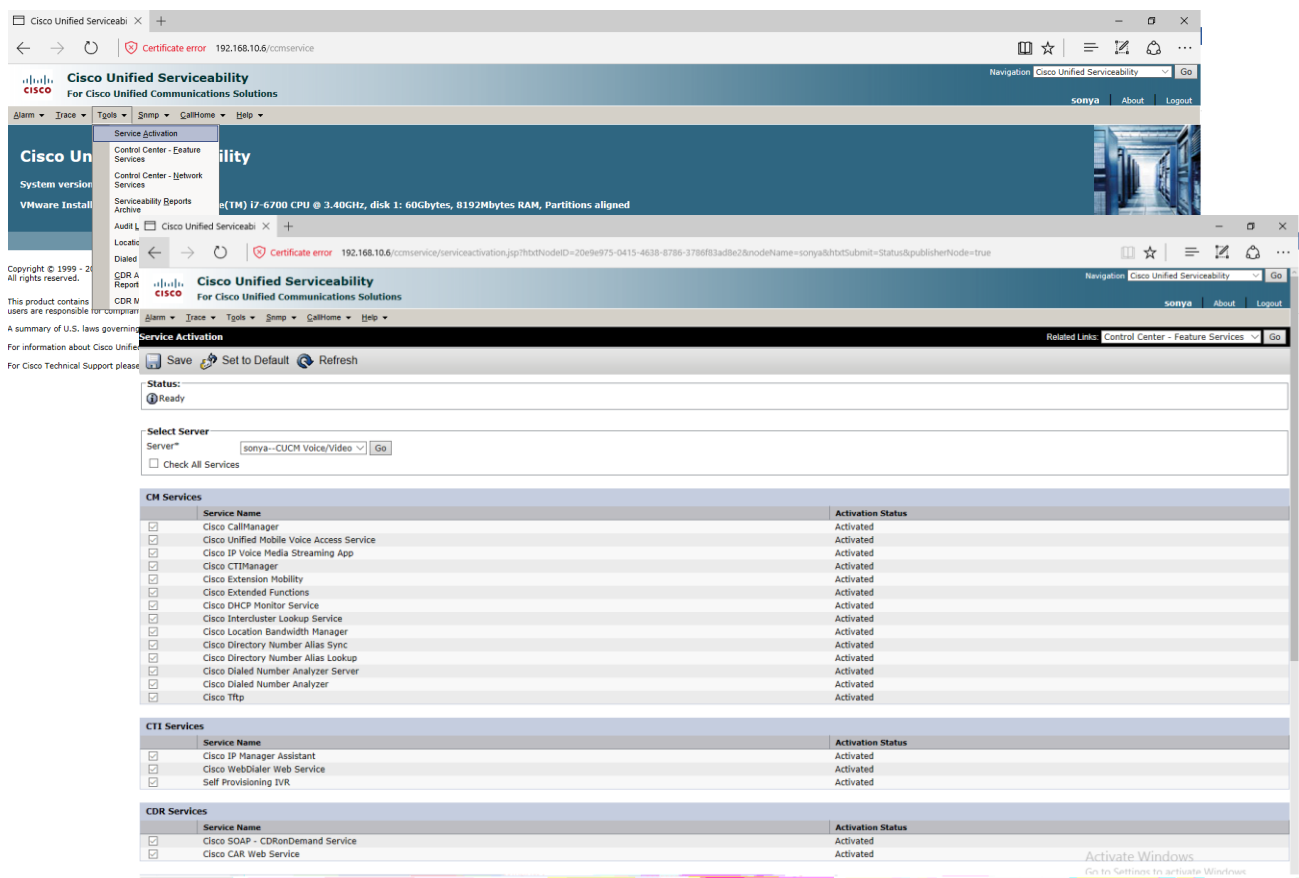 Cisco Unified Serviceabi
Certificate error 192.168.10.6/ccmservice
Cisco Unified Serviceability
For Cisco Unified Communications Solutions
Navigation Cisco Unified Serviceability Go
cisco
sonya About Logout
Alarm Trace Tools Snmp CallHome Help
Service Activation
Control Center - Feature
Services
Control Center - Network
Services
Serviceability Reports
Archive
Audit L
Locatio
Dialed
CDR A
Report
CDR M
Cisco Un ility
System version
VMware Install e(TM) i7-6700 CPU @ 3.40GHz, disk 1: 60Gbytes, 8192Mbytes RAM, Partitions aligned
Copyright © 1999 - 20
All rights reserved.
This product contains
users are responsible for complian
A summary of U.S. laws governing
For information about Cisco Unifie
For Cisco Technical Support please
Cisco Unified Serviceabi
Certificate error 192.168.10.6/ccmservice/serviceactivation.jsp?htxtNodeID=20e9e975-0415-4638-8786-3786f83ad8e2&nodeName=sonya&htxtSubmit=Status&publisherNode=true
Cisco Unified Serviceability
For Cisco Unified Communications Solutions
Navigation Cisco Unified Serviceability Go
cisco
sonya About Logout
Alarm Trace Tools Snmp CallHome Help
Service Activation
Related Links: Control Center - Feature Services Go
Save Set to Default Refresh
Status:
Ready
Select Server
Server* sonya--CUCM Voice/Video Go
Check All Services
CM Services
Service Name Activation Status
Cisco CallManager Activated
Cisco Unified Mobile Voice Access Service Activated
Cisco IP Voice Media Streaming App Activated
Cisco CTIManager Activated
Cisco Extension Mobility Activated
Cisco Extended Functions Activated
Cisco DHCP Monitor Service Activated
Cisco Intercluster Lookup Service Activated
Cisco Location Bandwidth Manager Activated
Cisco Directory Number Alias Sync Activated
Cisco Directory Number Alias Lookup Activated
Cisco Dialed Number Analyzer Server Activated
Cisco Dialed Number Analyzer Activated
Cisco Tftp Activated
CTI Services
Service Name Activation Status
Cisco IP Manager Assistant Activated
Cisco WebDialer Web Service Activated
Self Provisioning IVR Activated
CDR Services
Service Name Activation Status
Cisco SOAP - CDRonDemand Service Activated
Cisco CAR Web Service Activated
Activate Windows
Go to Settings to activate Windows